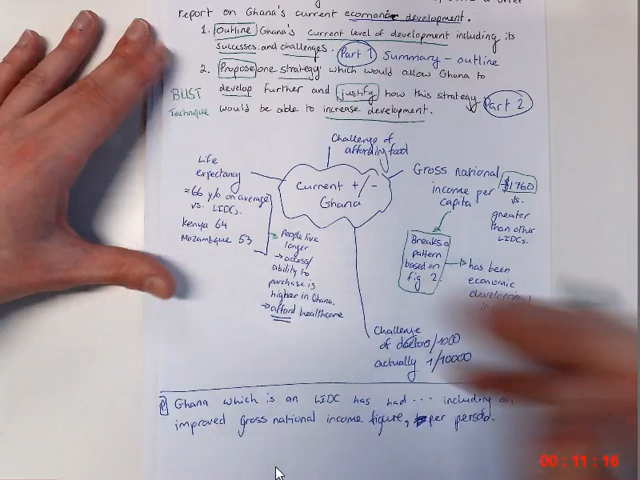 report on Ghana's current economic development.
1. Outline Ghana's current level of development including its
successes and challenges. Part 1 Summary - outline
2. Propose one strategy which would allow Ghana to
develop further and justify how this strategy Part 2
would be able to increase development.
BUST
Technique
Challenge of
affording food
Life
expectancy
= 66 y/o on average
vs. LIDCs.
Kenya 64
Mozambique 53
Current +/-
Ghana
Gross national
income per $1760
capita vs.
greater
than other
LIDCs.
People live
longer
→ access/
ability to
purchase is
higher in Ghana.
→ afford healthcare
Breaks a
pattern
based on
fig. 2.
has been
economic
Challenge
of doctors/1000
actually 1/10000
Ghana which is an LIDC has had ... including an
improved Gross national income figure, per person.
00:11:16